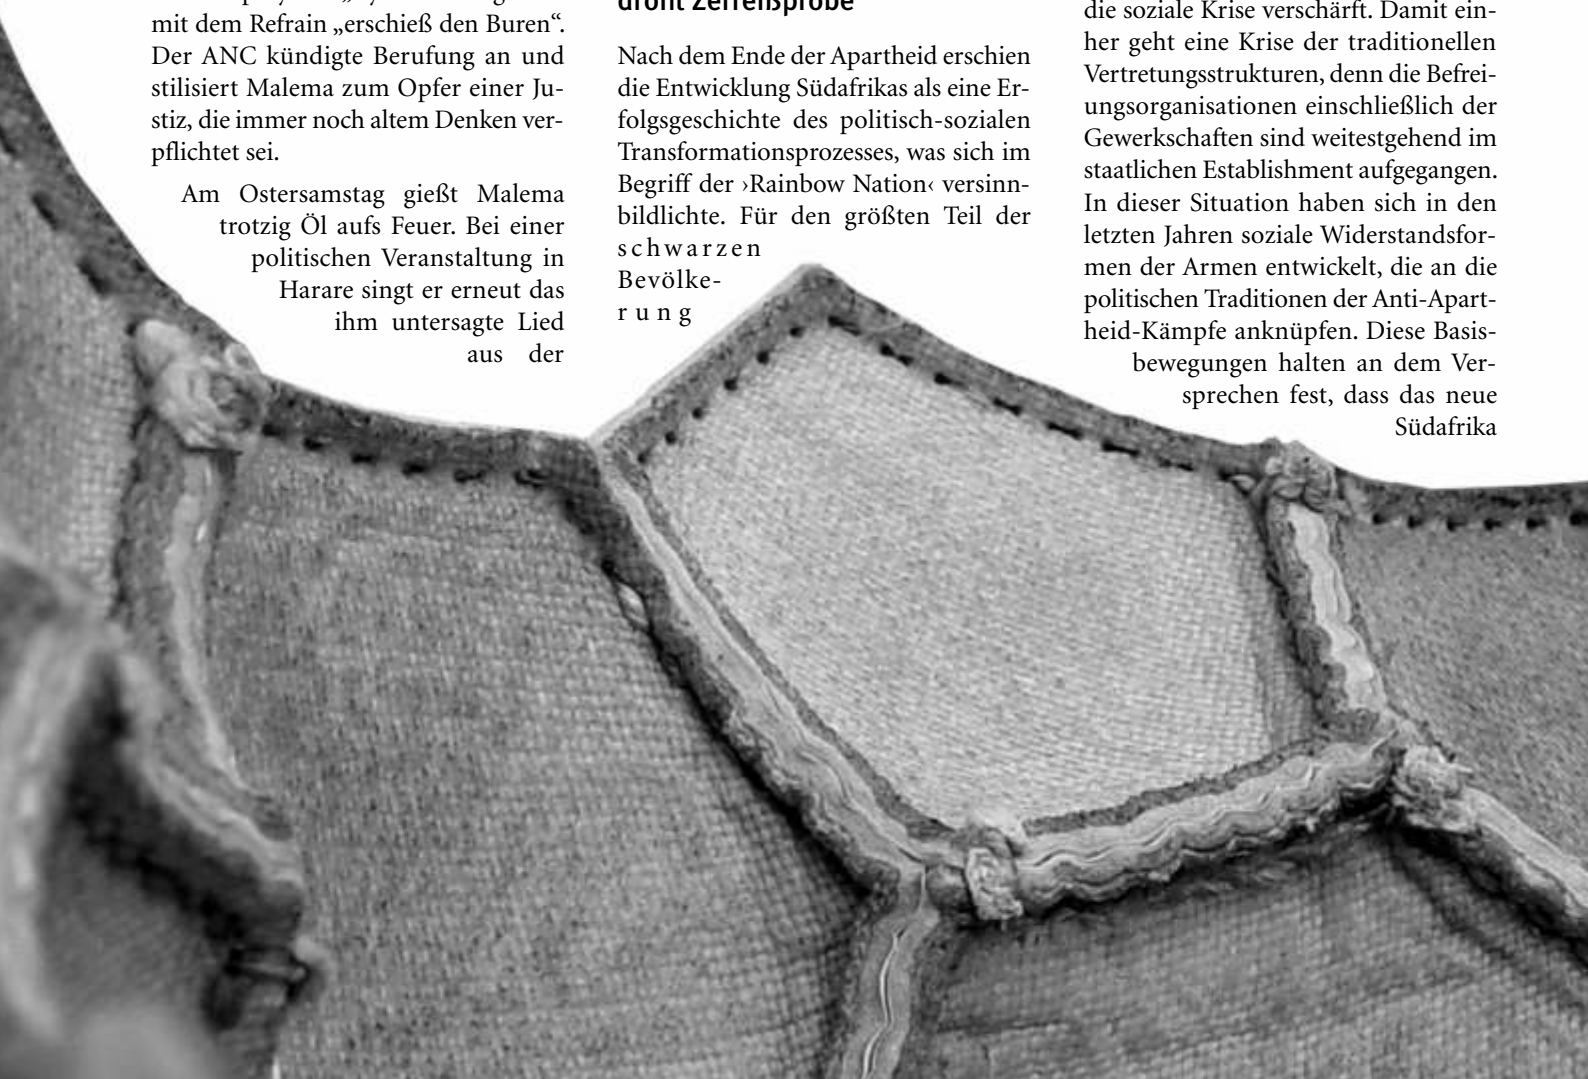 mit dem Refrain „erschieß den Buren“.
Der ANC kündigte Berufung an und
stilisiert Malema zum Opfer einer Ju-
stiz, die immer noch altem Denken ver-
pflichtet sei.
Am Ostersamstag gießt Malema
trotzig Öl aufs Feuer. Bei einer
politischen Veranstaltung in
Harare singt er erneut das
ihm untersagte Lied
aus der
droht Zerreißprobe
Nach dem Ende der Apartheid erschien
die Entwicklung Südafrikas als eine Er-
folgsgeschichte des politisch-sozialen
Transformationsprozesses, was sich im
Begriff der ›Rainbow Nation‹ versinn-
bildlichte. Für den größten Teil der
schwarzen
Bevölke-
rung
die soziale Krise verschärft. Damit ein-
her geht eine Krise der traditionellen
Vertretungsstrukturen, denn die Befrei-
ungsorganisationen einschließlich der
Gewerkschaften sind weitestgehend im
staatlichen Establishment aufgegangen.
In dieser Situation haben sich in den
letzten Jahren soziale Widerstandsfor-
men der Armen entwickelt, die an die
politischen Traditionen der Anti-Apart-
heid-Kämpfe anknüpfen. Diese Basis-
bewegungen halten an dem Ver-
sprechen fest, dass das neue
Südafrika